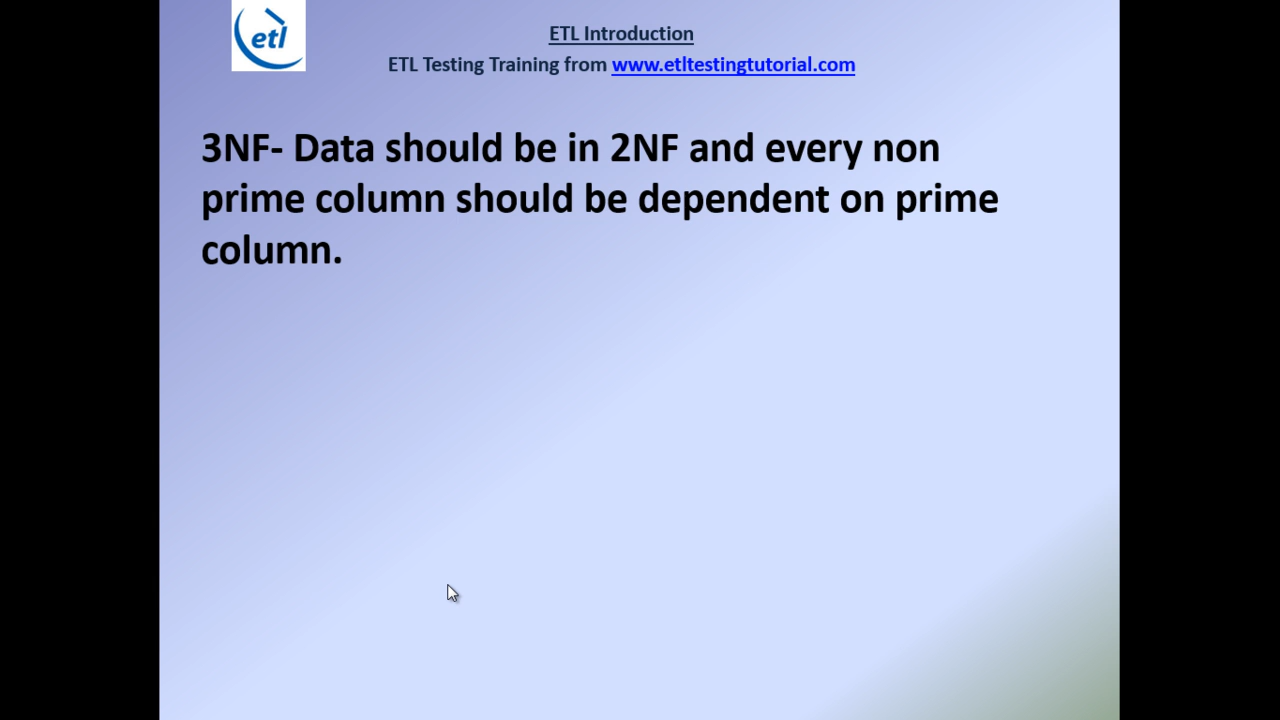 etl
ETL Introduction
ETL Testing Training from www.etltestingtutorial.com
3NF- Data should be in 2NF and every non
prime column should be dependent on prime
column.